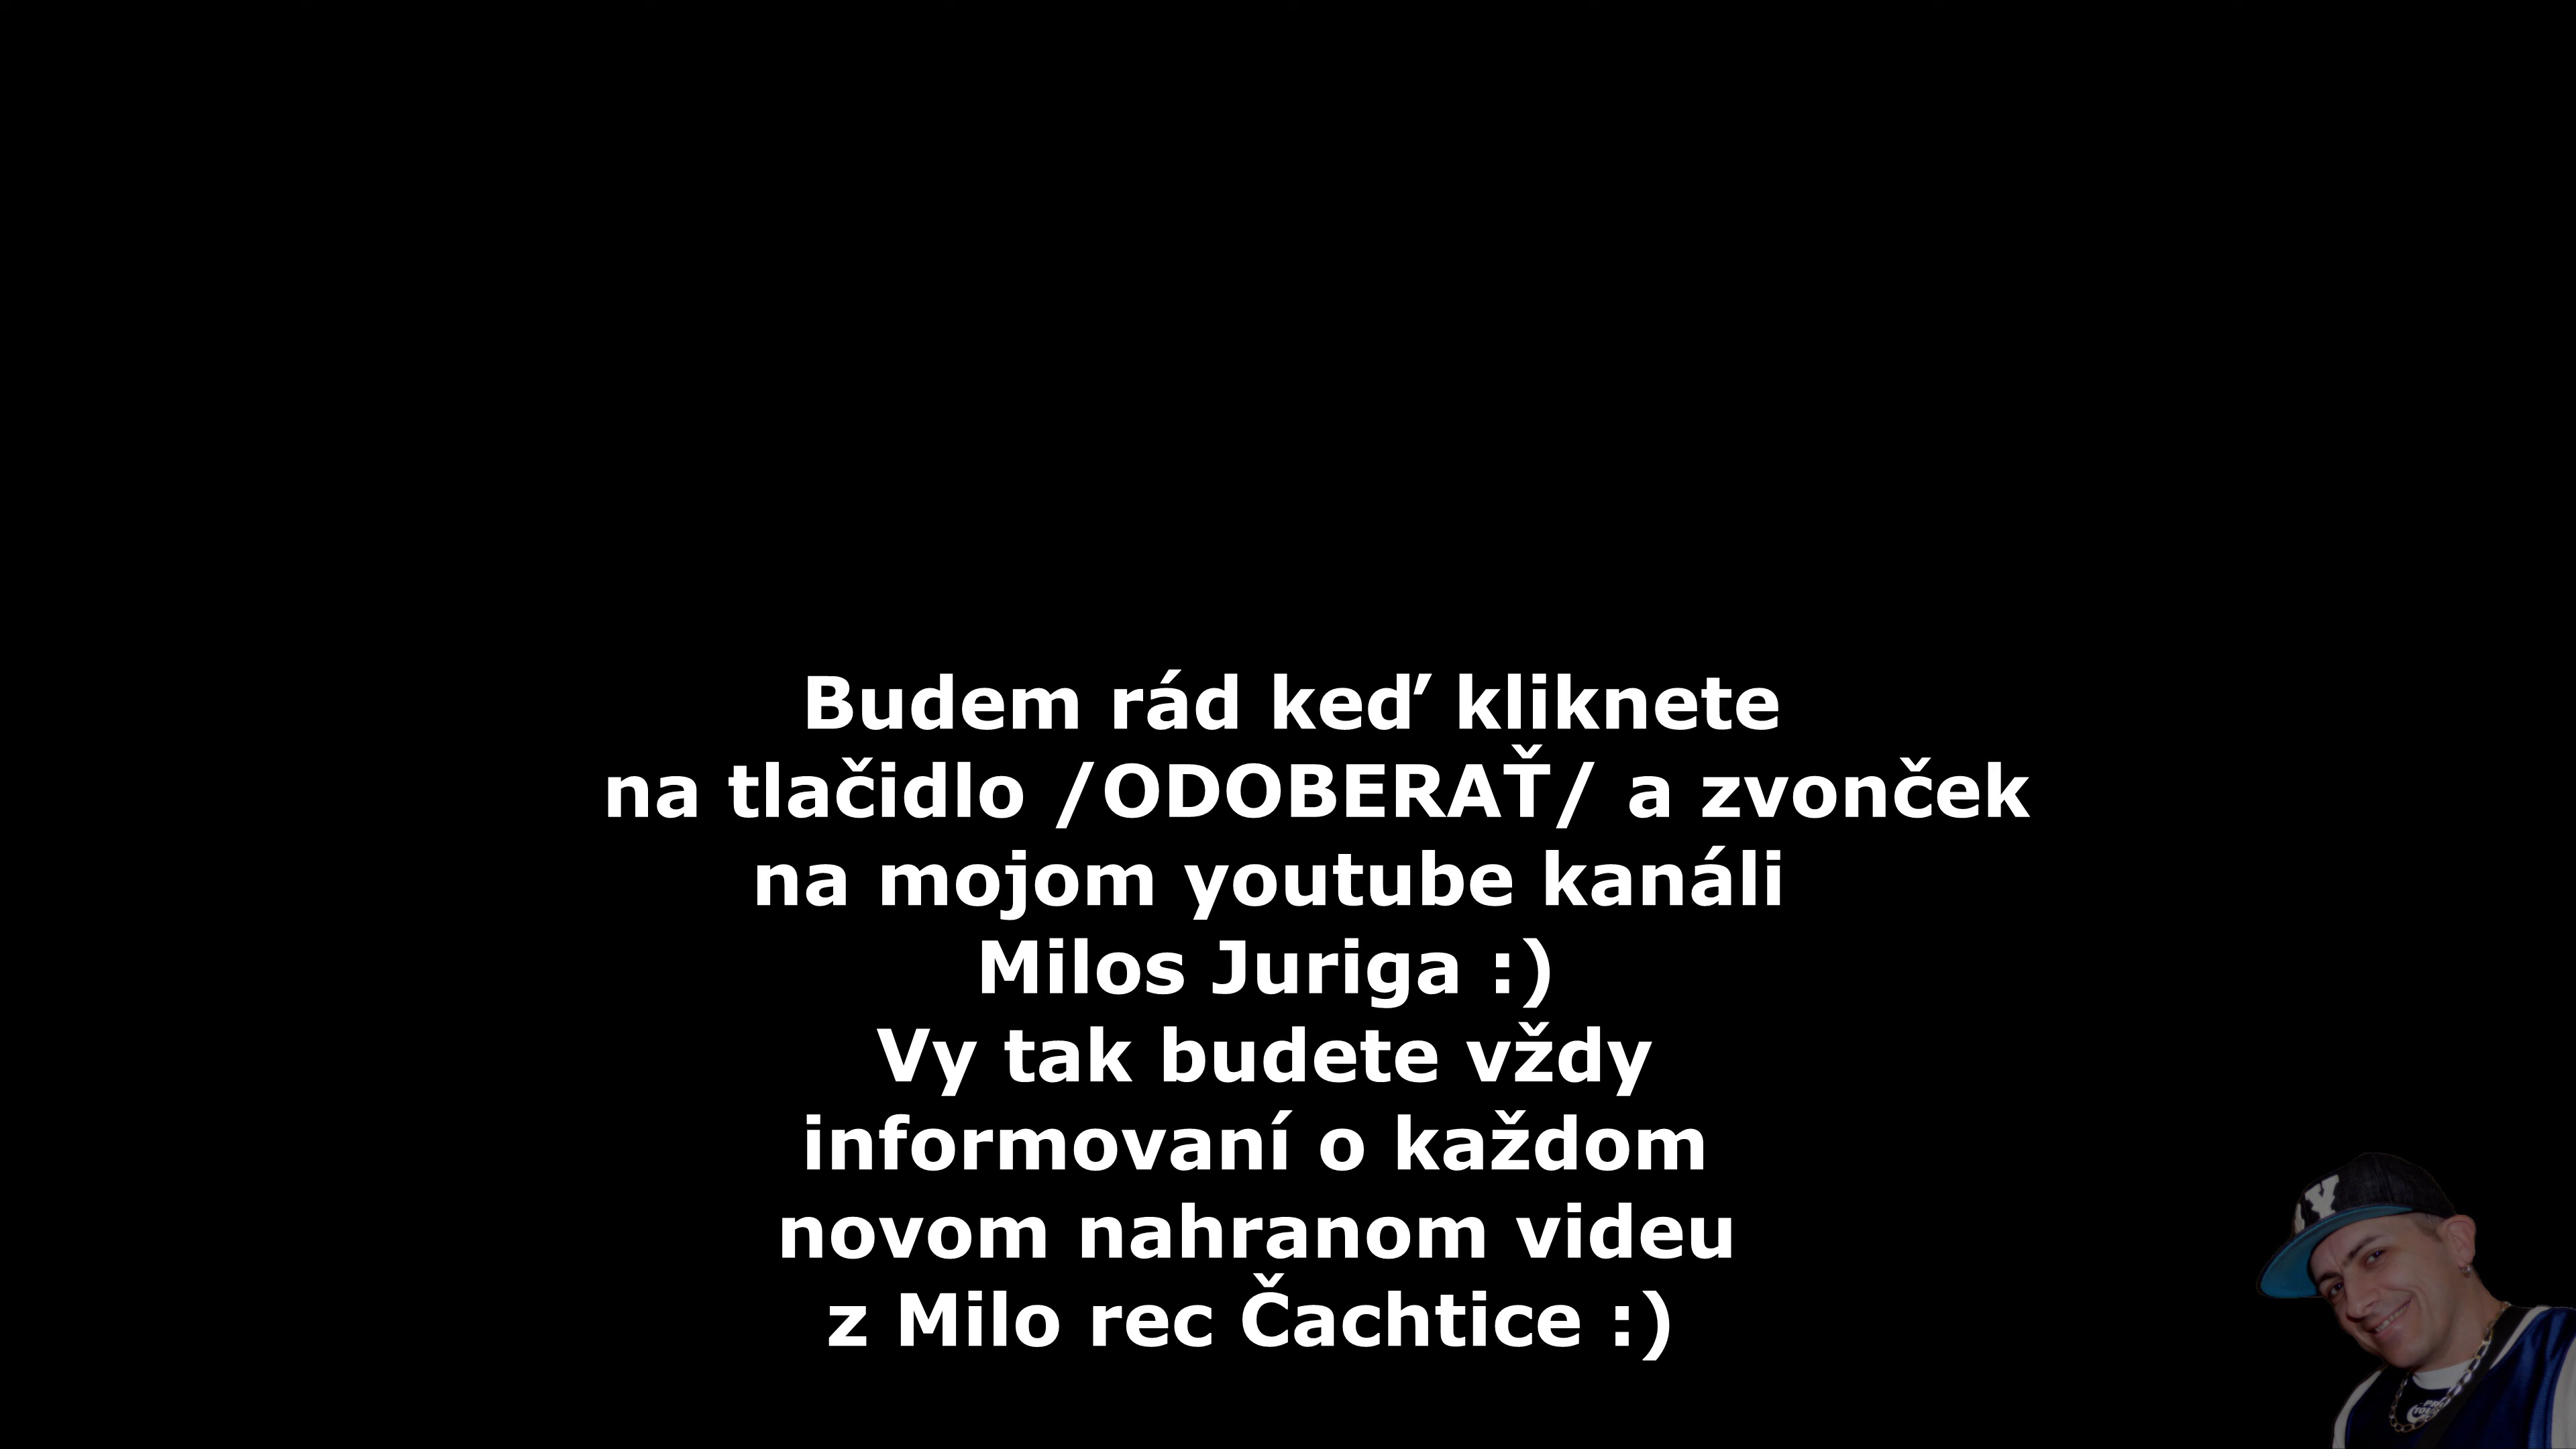 Budem rád keď kliknete
na tlačidlo /ODOBERAŤ/ a zvonček
na mojom youtube kanáli
Milos Juriga :)
Vy tak budete vždy
informovaní o každom
novom nahranom videu
z Milo rec Čachtice :)